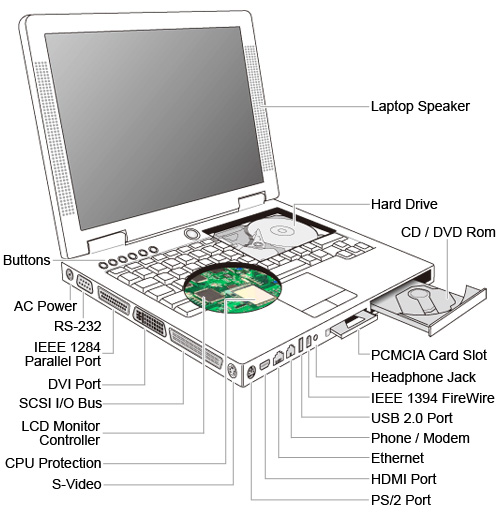 Laptop Speaker
Hard Drive
CD / DVD Rom
Buttons
AC Power
RS-232
IEEE 1284
Parallel Port
DVI Port
SCSI I/O Bus
LCD Monitor
Controller
CPU Protection
S-Video
PCMCIA Card Slot
Headphone Jack
IEEE 1394 FireWire
USB 2.0 Port
Phone / Modem
Ethernet
HDMI Port
PS/2 Port